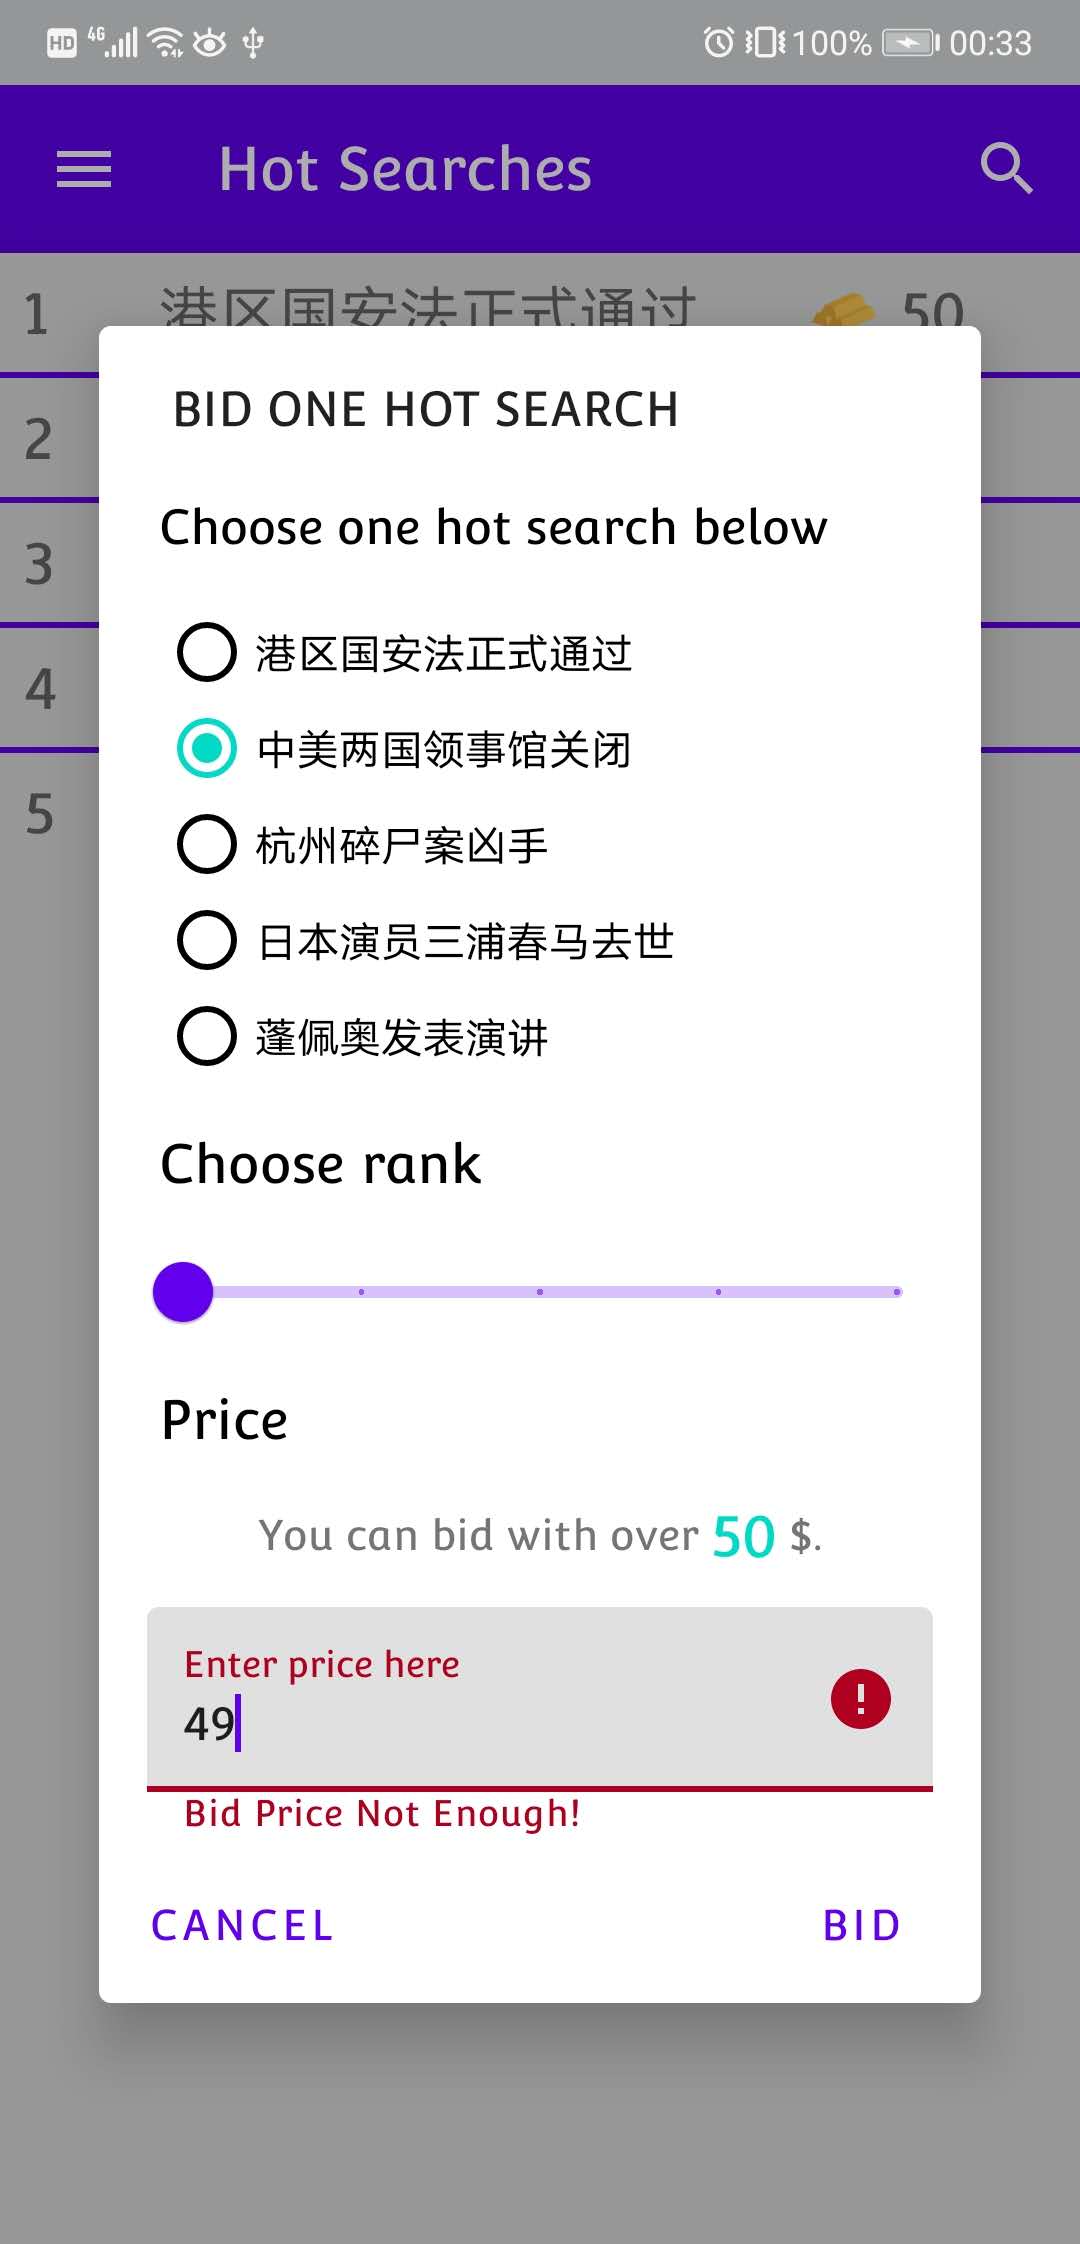 HD 4G 100% 00:33
Hot Searches
1 港区国安法正式通过 50
2
3
4
5
BID ONE HOT SEARCH
Choose one hot search below
港区国安法正式通过
中美两国领事馆关闭
杭州碎尸案凶手
日本演员三浦春马去世
蓬佩奥发表演讲
Choose rank
Price
You can bid with over 50 $.
Enter price here
49
Bid Price Not Enough!
CANCEL BID